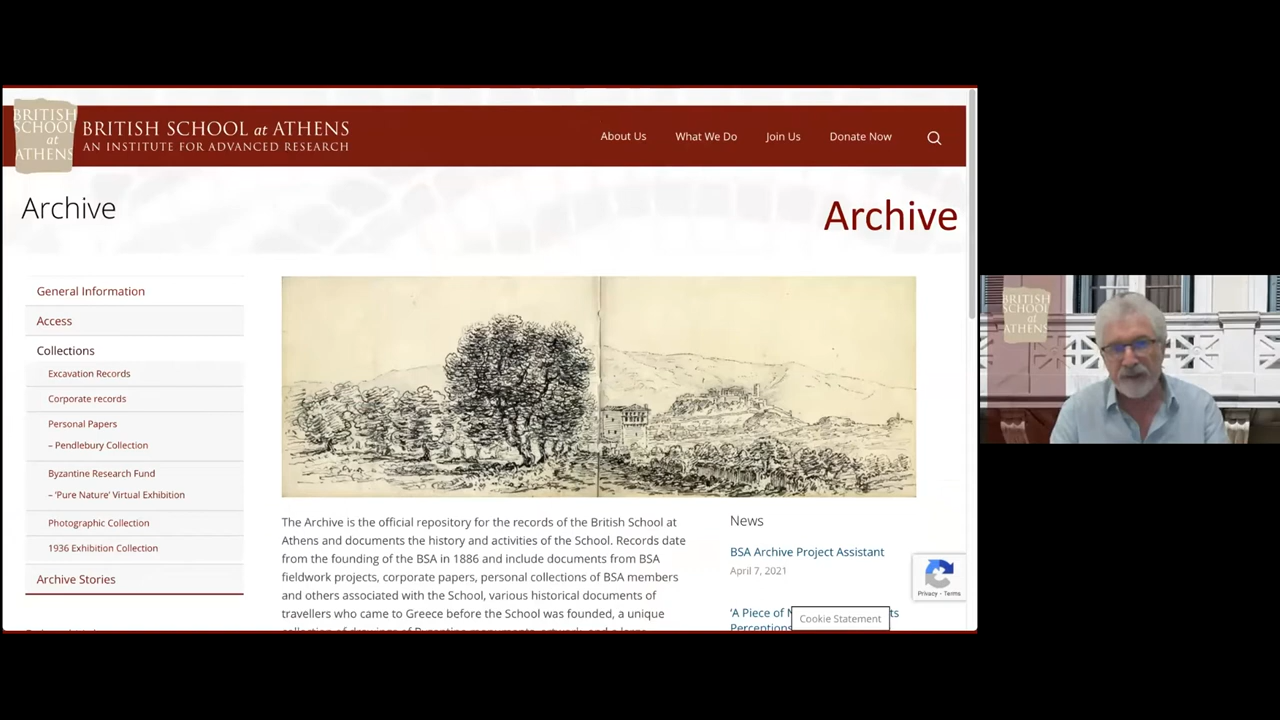 BRITISH
SCHOOL
at
ATHENS
BRITISH SCHOOL at ATHENS
AN INSTITUTE FOR ADVANCED RESEARCH
About Us
What We Do
Join Us
Donate Now
Archive
Archive
General Information
Access
Collections
Excavation Records
Corporate records
Personal Papers
– Pendlebury Collection
Byzantine Research Fund
– 'Pure Nature' Virtual Exhibition
Photographic Collection
1936 Exhibition Collection
Archive Stories
The Archive is the official repository for the records of the British School at
Athens and documents the history and activities of the School. Records date
from the founding of the BSA in 1886 and include documents from BSA
fieldwork projects, corporate papers, personal collections of BSA members
and others associated with the School, various historical documents of
travellers who came to Greece before the School was founded, a unique
News
BSA Archive Project Assistant
April 7, 2021
'A Piece of
Perceptions
Privacy - Terms
Cookie Statement
BRITISH
SCHOOL
at
ATHENS